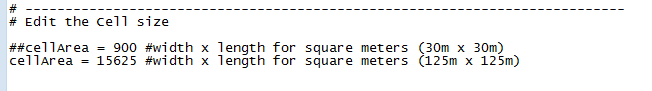 # ---------------------------------------------------------------------------
# Edit the Cell size
##cellArea = 900 #width x length for square meters (30m x 30m)
cellArea = 15625 #width x length for square meters (125m x 125m)